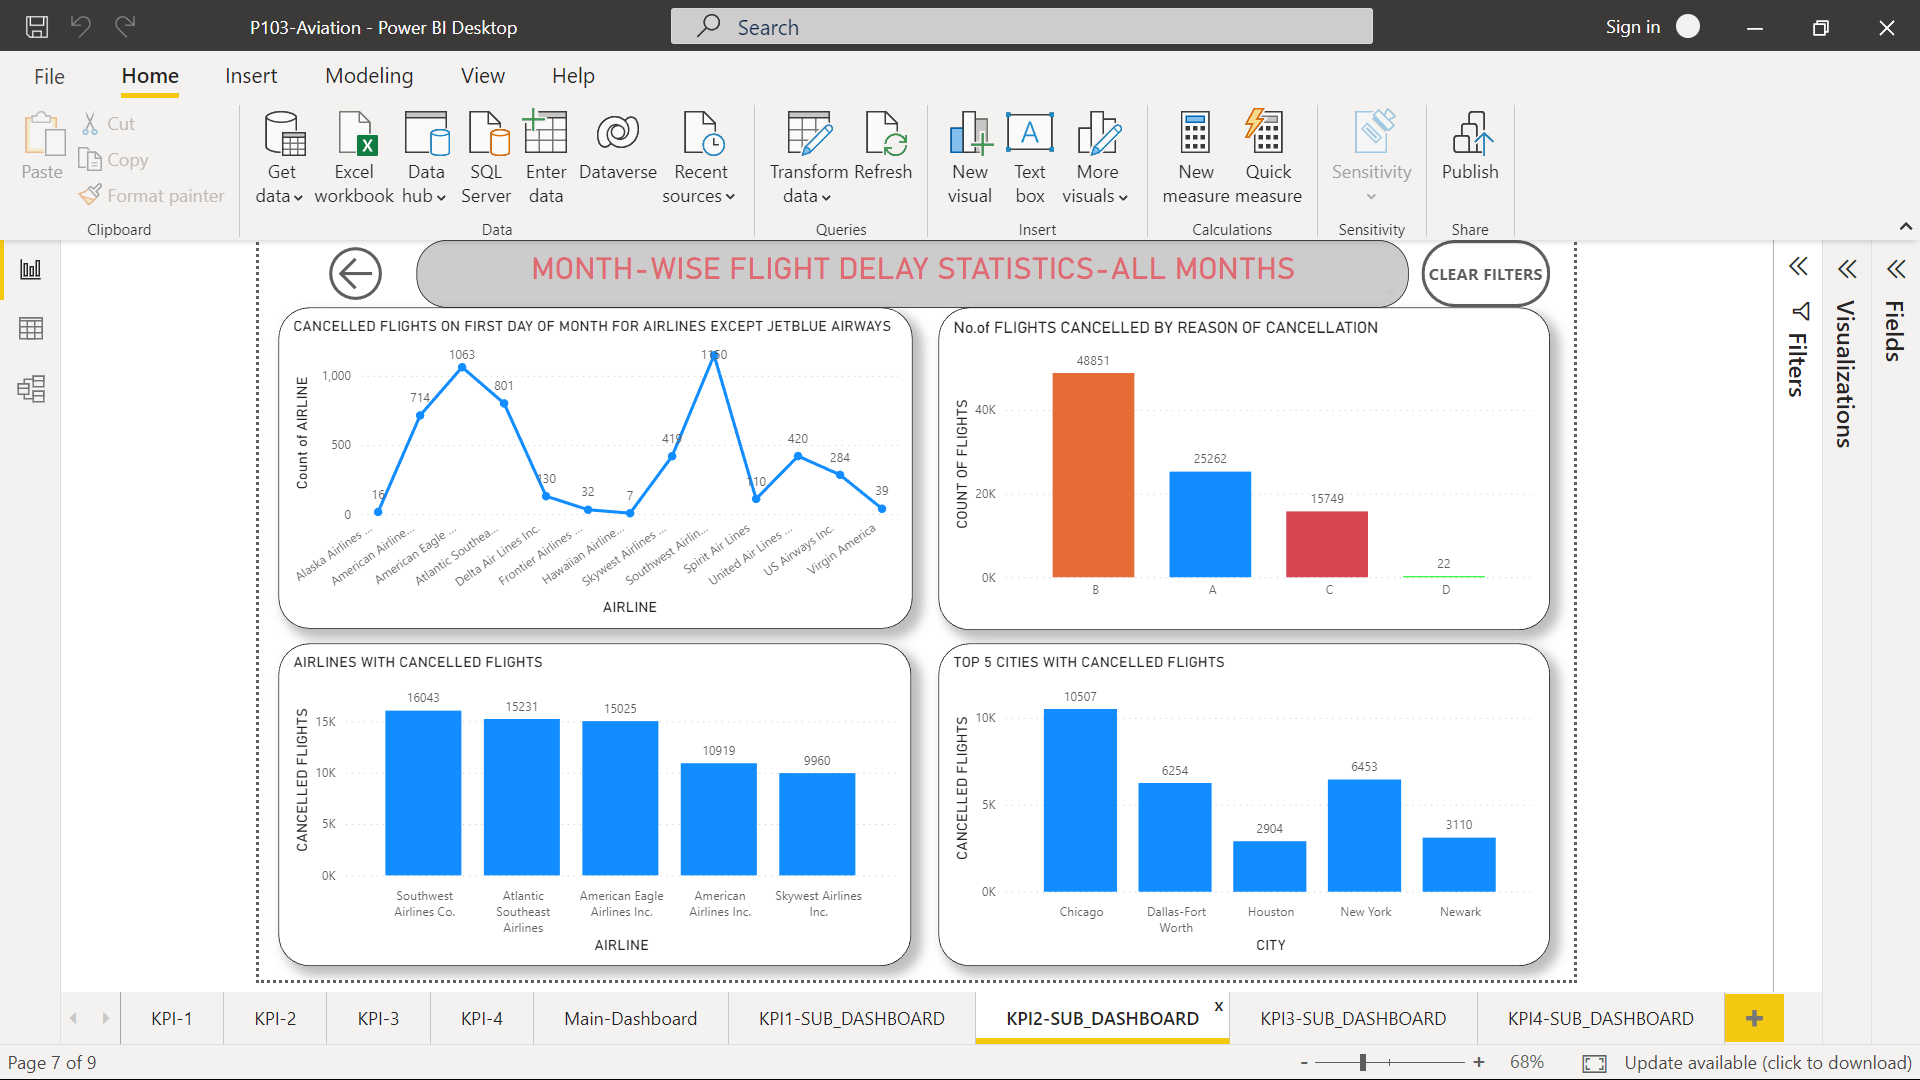 P103-Aviation - Power BI Desktop
Search
Sign in
File Home Insert Modeling View Help
Paste
Cut
Copy
Format painter
Clipboard
Get data
Excel workbook
Data hub
SQL Server
Enter data
Dataverse
Recent sources
Data
Transform data
Refresh
Queries
New visual
Text box
More visuals
Insert
New measure
Quick measure
Calculations
Sensitivity
Sensitivity
Publish
Share
MONTH-WISE FLIGHT DELAY STATISTICS-ALL MONTHS
CLEAR FILTERS
CANCELLED FLIGHTS ON FIRST DAY OF MONTH FOR AIRLINES EXCEPT JETBLUE AIRWAYS
Count of AIRLINE
1,000
500
0
16
714
1063
801
130
32
7
419
1150
110
420
284
39
Alaska Airlines ...
American Airline...
American Eagle ...
Atlantic Southea...
Delta Air Lines Inc.
Frontier Airlines ...
Hawaiian Airline...
Skywest Airlines ...
Southwest Airlin...
Spirit Air Lines
United Air Lines ...
US Airways Inc.
Virgin America
AIRLINE
No.of FLIGHTS CANCELLED BY REASON OF CANCELLATION
COUNT OF FLIGHTS
40K
20K
0K
48851
25262
15749
22
B A C D
AIRLINES WITH CANCELLED FLIGHTS
CANCELLED FLIGHTS
15K
10K
5K
0K
16043
15231
15025
10919
9960
Southwest Airlines Co.
Atlantic Southeast Airlines
American Eagle Airlines Inc.
American Airlines Inc.
Skywest Airlines Inc.
AIRLINE
TOP 5 CITIES WITH CANCELLED FLIGHTS
CANCELLED FLIGHTS
10K
5K
0K
10507
6254
2904
6453
3110
Chicago
Dallas-Fort Worth
Houston
New York
Newark
CITY
Filters
Visualizations
Fields
KPI-1 KPI-2 KPI-3 KPI-4 Main-Dashboard KPI1-SUB_DASHBOARD KPI2-SUB_DASHBOARD x KPI3-SUB_DASHBOARD KPI4-SUB_DASHBOARD
Page 7 of 9
- + 68%
Update available (click to download)